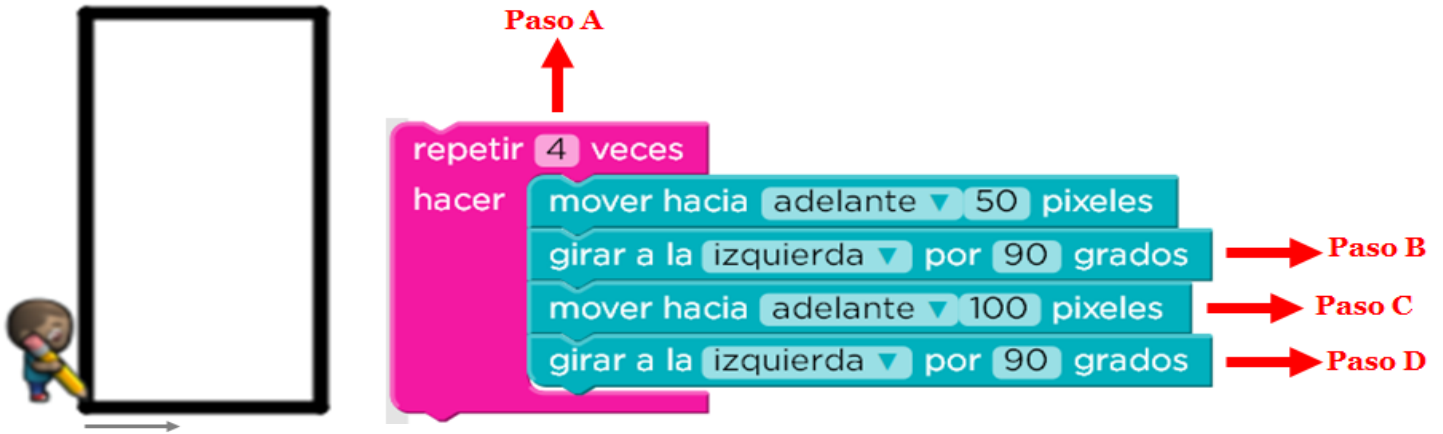 Paso A
repetir 4 veces
hacer
mover hacia adelante 50 pixeles
girar a la izquierda por 90 grados
Paso B
mover hacia adelante 100 pixeles
Paso C
girar a la izquierda por 90 grados
Paso D